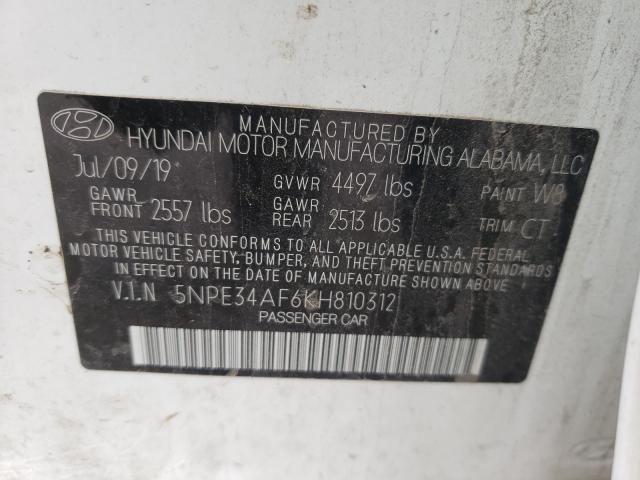 MANUFACTURED BY
HYUNDAI MOTOR MANUFACTURING ALABAMA, LLC
Jul/09/19 GVWR 4497 lbs PAINT W8
GAWR FRONT 2557 lbs GAWR REAR 2513 lbs TRIM CT
THIS VEHICLE CONFORMS TO ALL APPLICABLE U.S.A. FEDERAL
MOTOR VEHICLE SAFETY, BUMPER, AND THEFT PREVENTION STANDARDS
IN EFFECT ON THE DATE OF MANUFACTURE SHOWN ABOVE.
V.I.N 5NPE34AF6KH810312
PASSENGER CAR